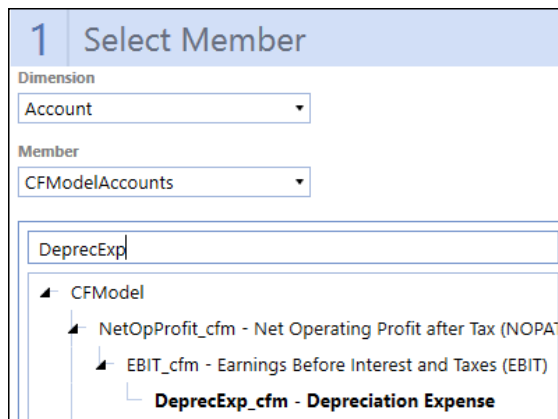 1 Select Member
Dimension
Account
Member
CFModelAccounts
DeprecExp
CFModel
NetOpProfit_cfm - Net Operating Profit after Tax (NOPAT
EBIT_cfm - Earnings Before Interest and Taxes (EBIT)
DeprecExp_cfm - Depreciation Expense